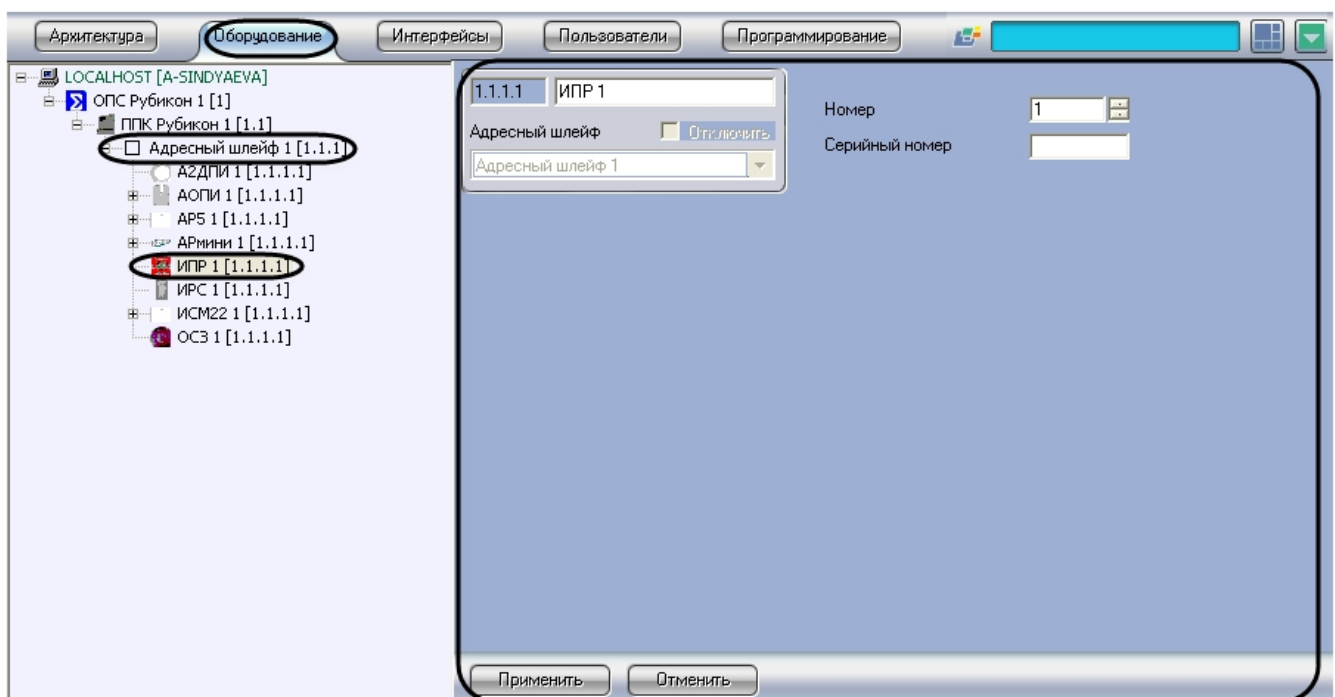 Архитектура Оборудование Интерфейсы Пользователи Программирование
LOCALHOST [A-SINDYAEVA]
ОПС Рубикон 1 [1]
ППК Рубикон 1 [1.1]
Адресный шлейф 1 [1.1.1]
А2ДПИ 1 [1.1.1.1]
АОПИ 1 [1.1.1.1]
АР5 1 [1.1.1.1]
АРмини 1 [1.1.1.1]
ИПР 1 [1.1.1.1]
ИРС 1 [1.1.1.1]
ИСМ22 1 [1.1.1.1]
ОСЗ 1 [1.1.1.1]
1.1.1.1 ИПР 1
Адресный шлейф Отключить
Адресный шлейф 1
Номер 1
Серийный номер
Применить Отменить